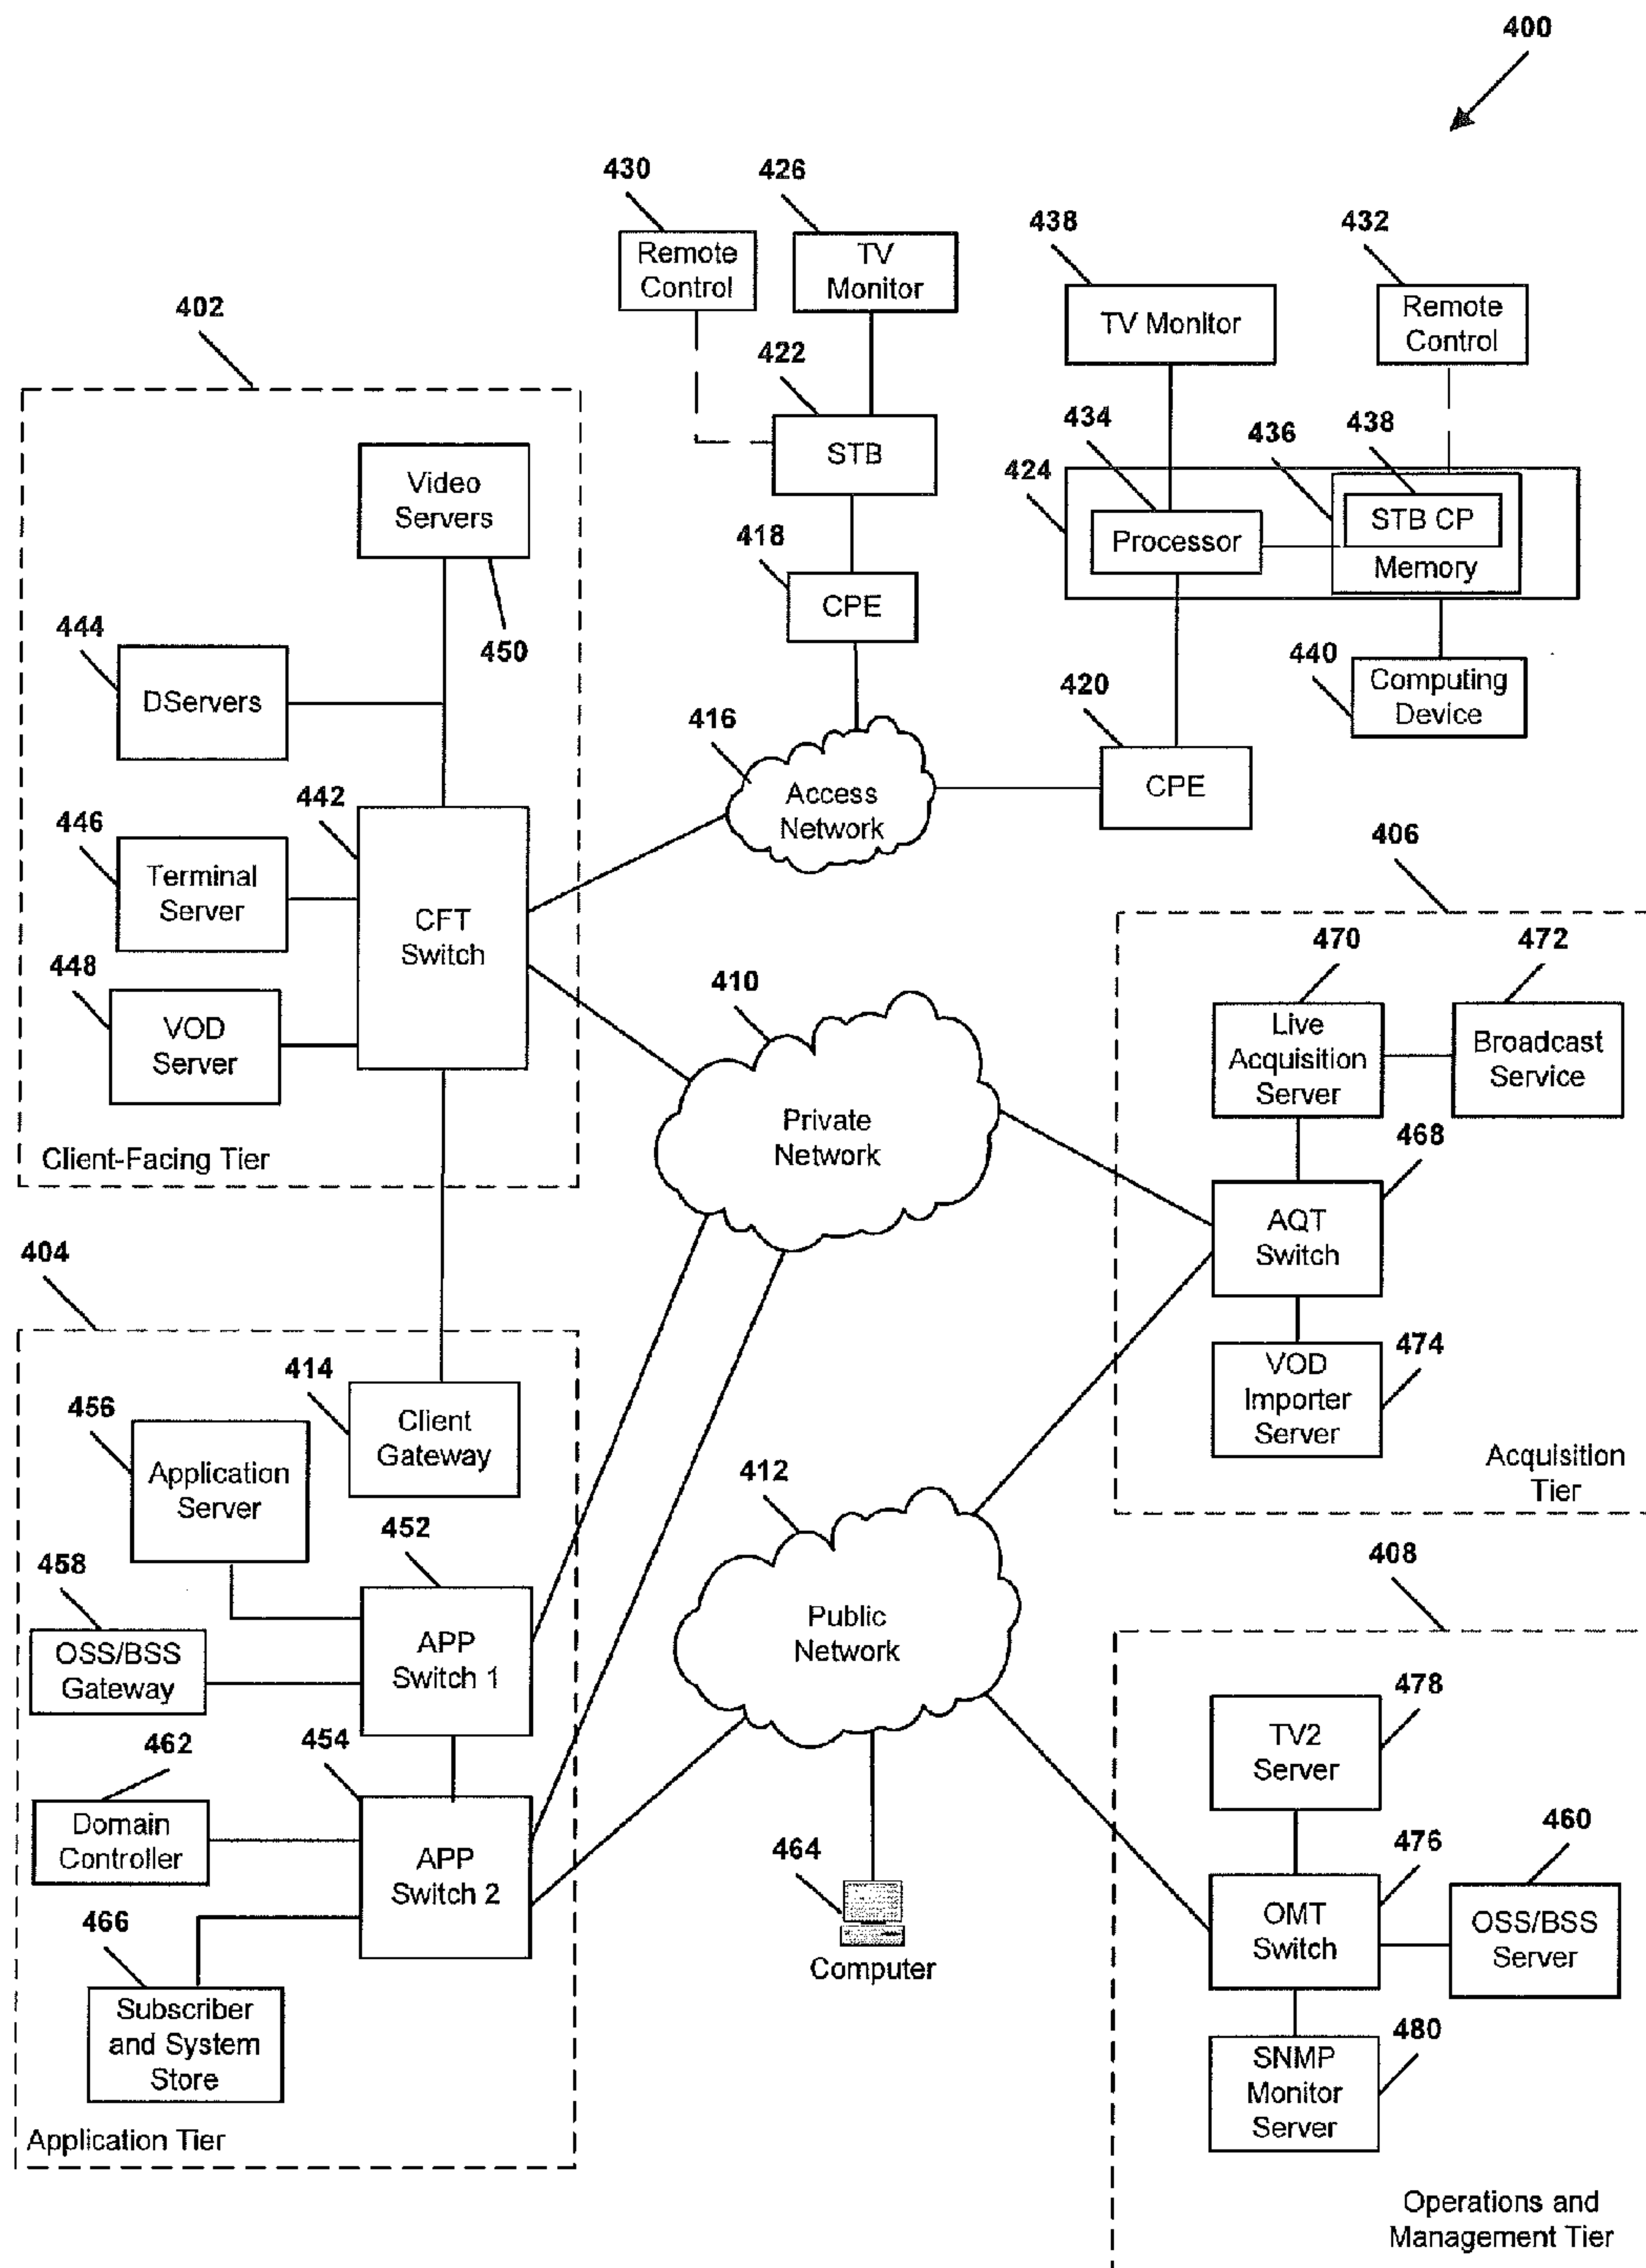 400
430
426
438
432
Remote
Control
TV
Monitor
TV Monitor
Remote
Control
402
422
STB
434
436
438
424
Processor
STB CP
Memory
Video
Servers
450
418
CPE
444
DServers
440
Computing
Device
420
CPE
416
Access
Network
442
446
Terminal
Server
CFT
Switch
448
VOD
Server
Client-Facing Tier
406
470
472
Live
Acquisition
Server
Broadcast
Service
410
Private
Network
468
AQT
Switch
474
VOD
Importer
Server
Acquisition
Tier
404
414
Client
Gateway
456
Application
Server
452
458
OSS/BSS
Gateway
APP
Switch 1
462
454
Domain
Controller
APP
Switch 2
466
Subscriber
and System
Store
Application Tier
412
Public
Network
464
Computer
408
478
TV2
Server
476
460
OMT
Switch
OSS/BSS
Server
480
SNMP
Monitor
Server
Operations and
Management Tier